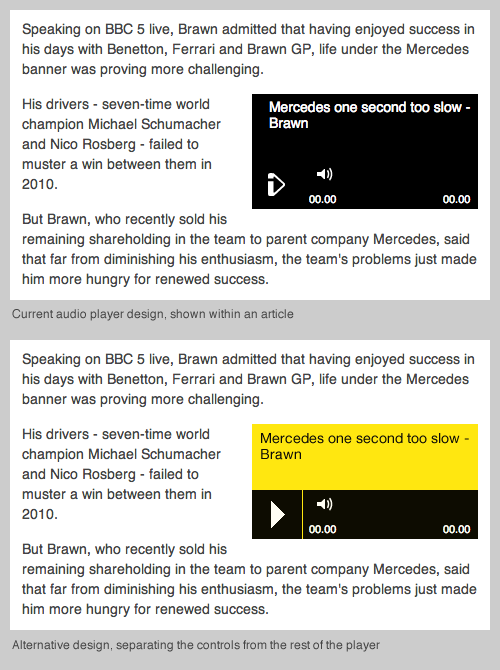 Speaking on BBC 5 live, Brawn admitted that having enjoyed success in
his days with Benetton, Ferrari and Brawn GP, life under the Mercedes
banner was proving more challenging.
His drivers - seven-time world
champion Michael Schumacher
and Nico Rosberg - failed to
muster a win between them in
2010.
Mercedes one second too slow -
Brawn
00.00 00.00
But Brawn, who recently sold his
remaining shareholding in the team to parent company Mercedes, said
that far from diminishing his enthusiasm, the team's problems just made
him more hungry for renewed success.
Current audio player design, shown within an article
Speaking on BBC 5 live, Brawn admitted that having enjoyed success in
his days with Benetton, Ferrari and Brawn GP, life under the Mercedes
banner was proving more challenging.
His drivers - seven-time world
champion Michael Schumacher
and Nico Rosberg - failed to
muster a win between them in
2010.
Mercedes one second too slow -
Brawn
00.00 00.00
But Brawn, who recently sold his
remaining shareholding in the team to parent company Mercedes, said
that far from diminishing his enthusiasm, the team's problems just made
him more hungry for renewed success.
Alternative design, separating the controls from the rest of the player